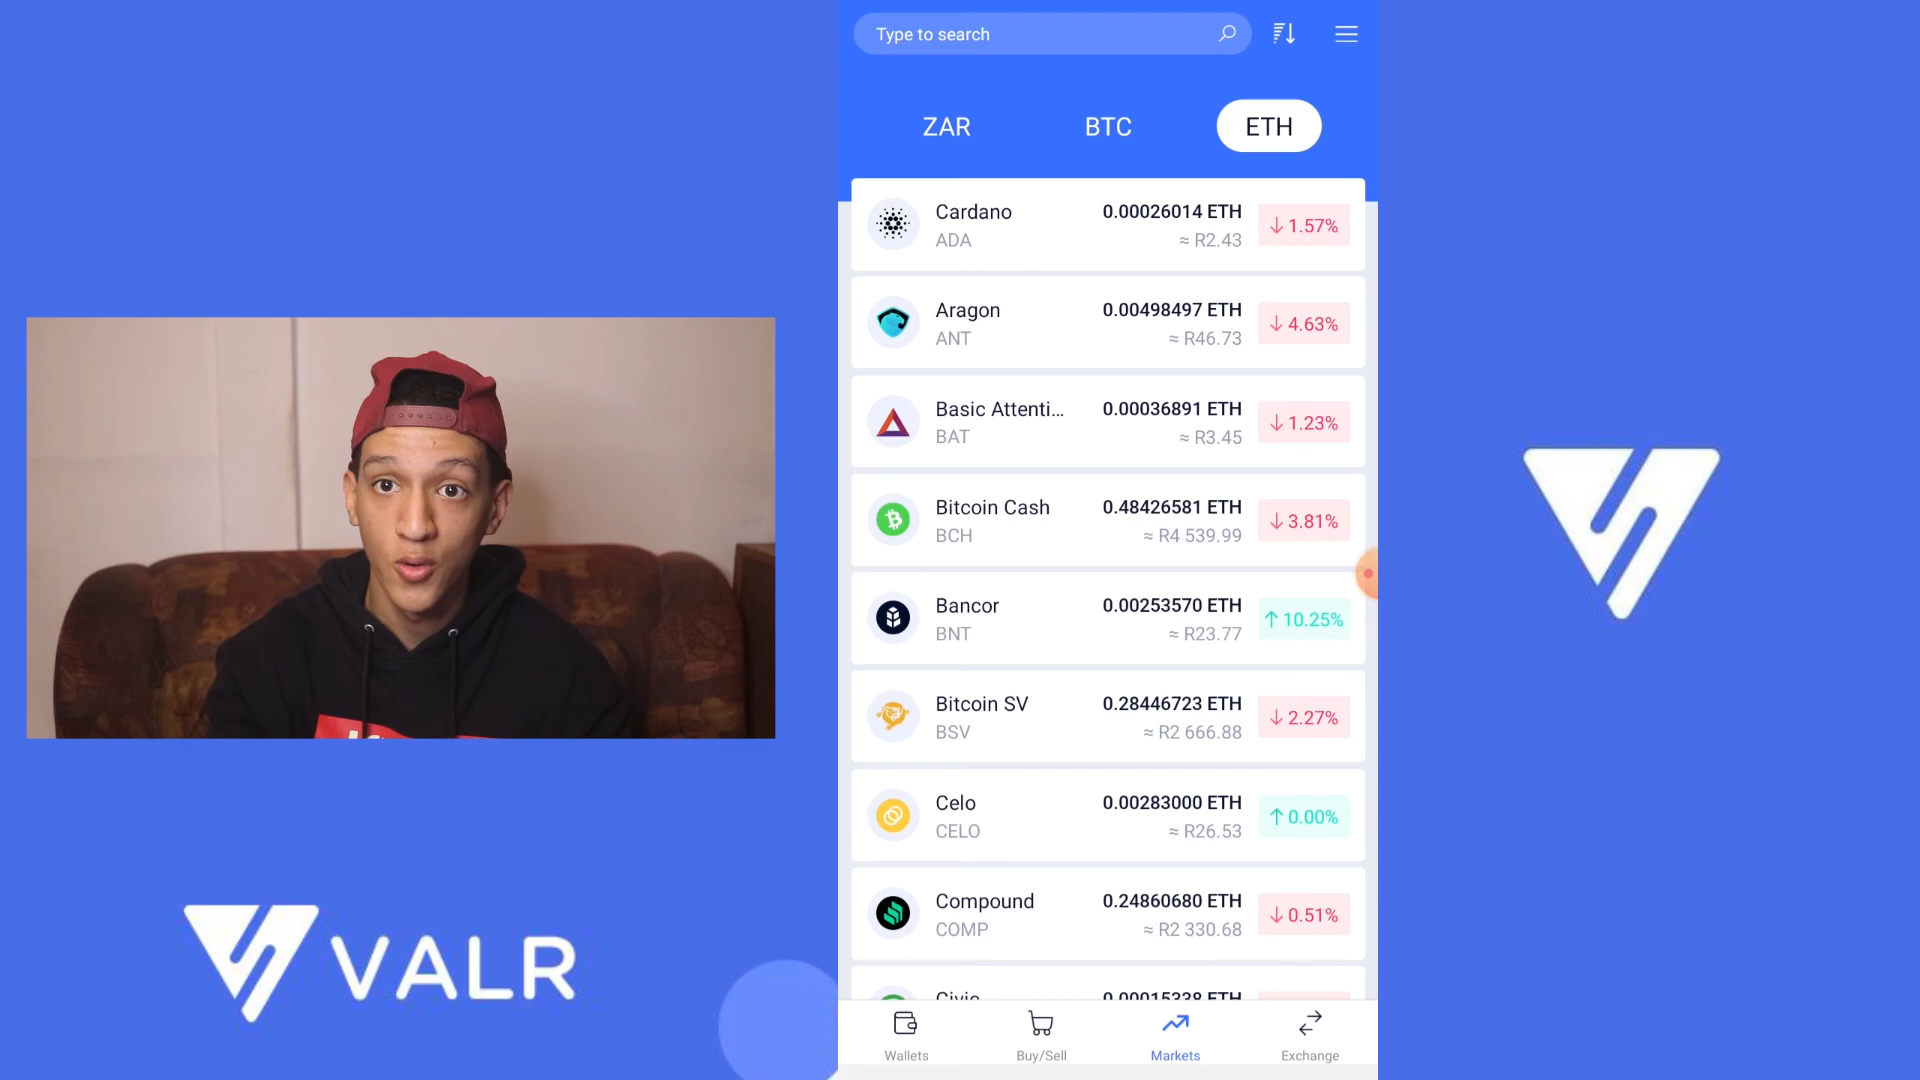 Type to search
ZAR BTC ETH
Cardano 0.00026014 ETH ↓ 1.57%
ADA ≈ R2.43
Aragon 0.00498497 ETH ↓ 4.63%
ANT ≈ R46.73
Basic Attenti... 0.00036891 ETH ↓ 1.23%
BAT ≈ R3.45
Bitcoin Cash 0.48426581 ETH ↓ 3.81%
BCH ≈ R4 539.99
Bancor 0.00253570 ETH ↑ 10.25%
BNT ≈ R23.77
Bitcoin SV 0.28446723 ETH ↓ 2.27%
BSV ≈ R2 666.88
Celo 0.00283000 ETH ↑ 0.00%
CELO ≈ R26.53
Compound 0.24860680 ETH ↓ 0.51%
COMP ≈ R2 330.68
Civic 0.00015338 ETH
Wallets Buy/Sell Markets Exchange
VALR